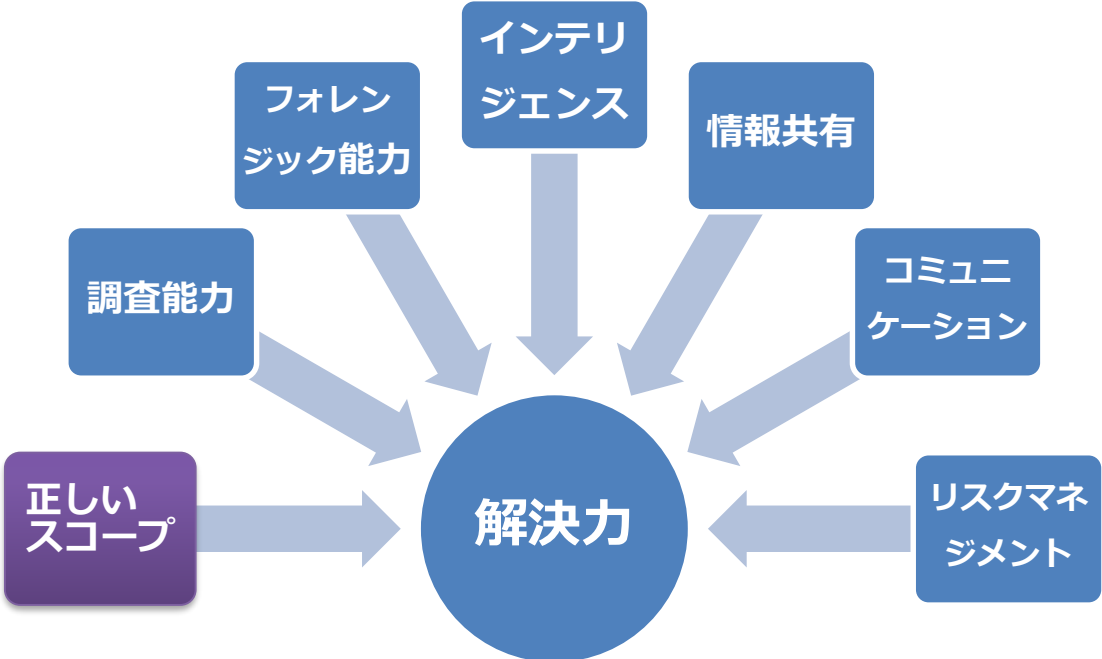 インテリ
ジェンス
フォレン
ジック能力
情報共有
調査能力
コミュニ
ケーション
正しい
スコープ
解決力
リスクマネ
ジメント